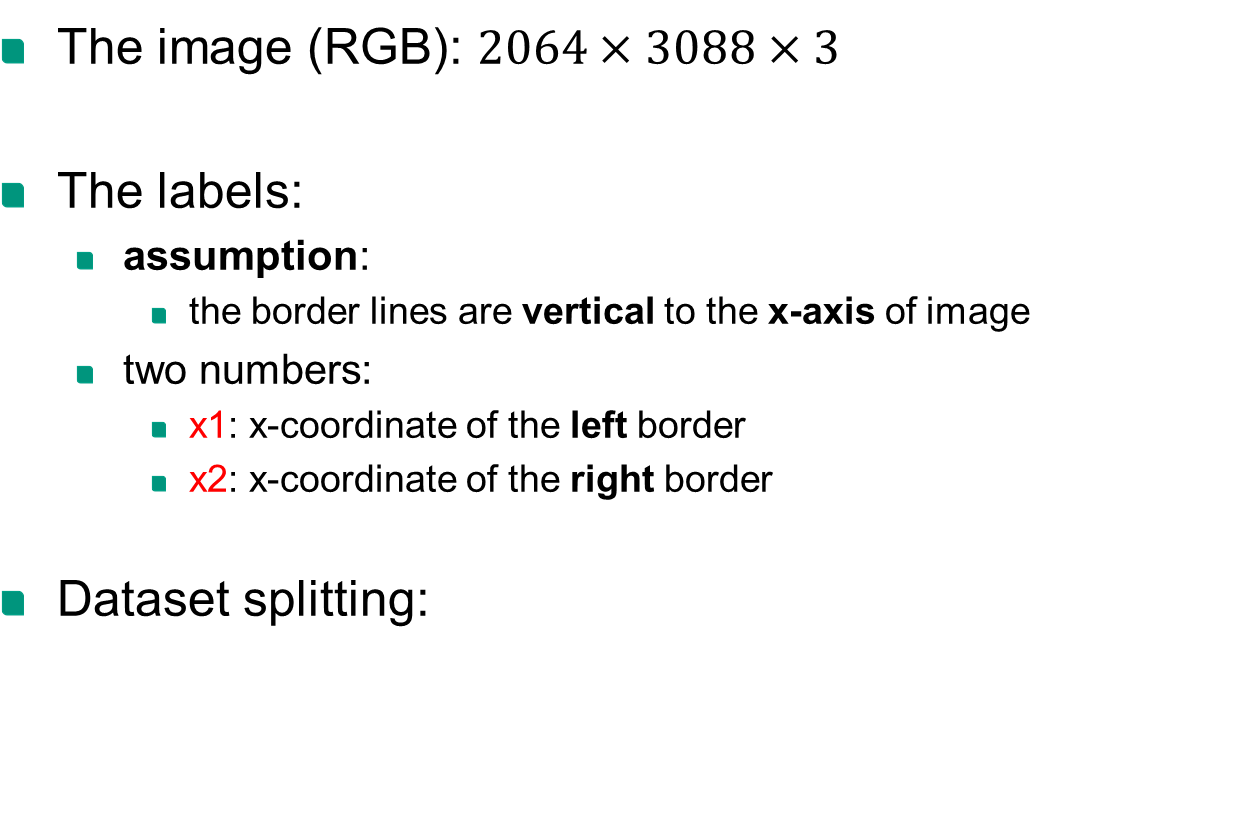 The image (RGB): 2064 × 3088 × 3
The labels:
assumption:
the border lines are vertical to the x-axis of image
two numbers:
x1: x-coordinate of the left border
x2: x-coordinate of the right border
Dataset splitting: